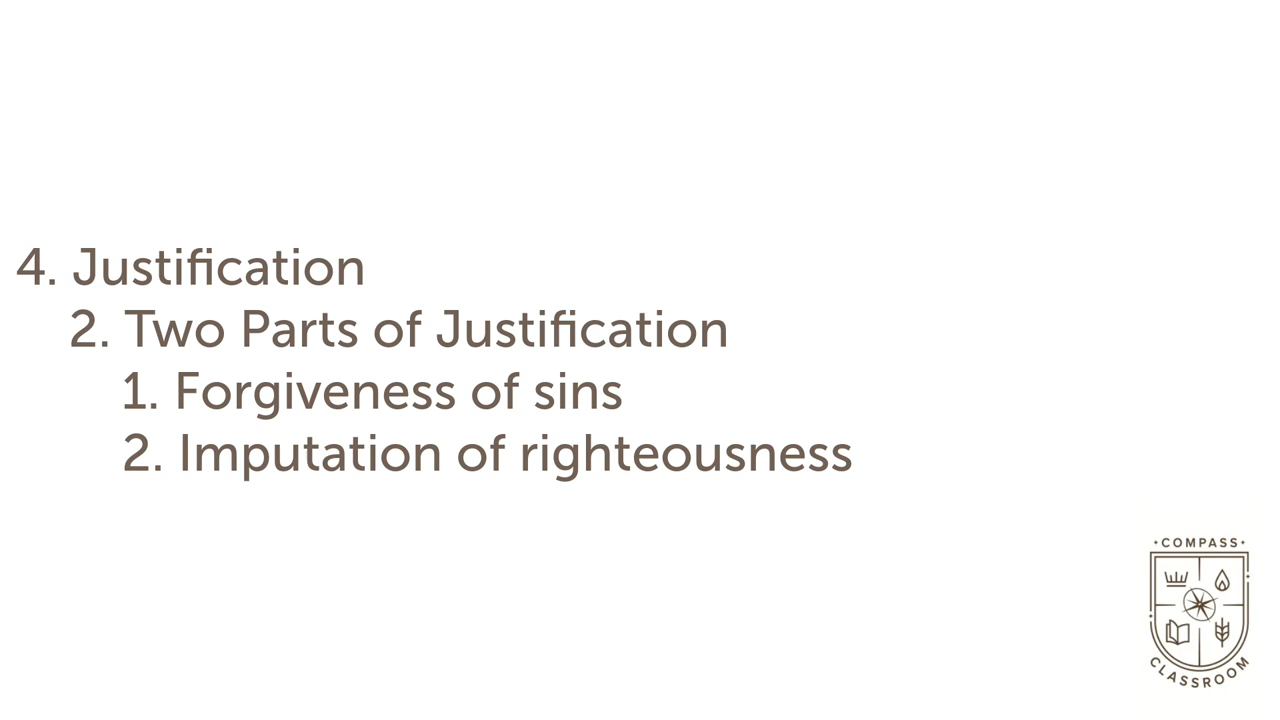 4. Justification
2. Two Parts of Justification
1. Forgiveness of sins
2. Imputation of righteousness
COMPASS
CLASSROOM